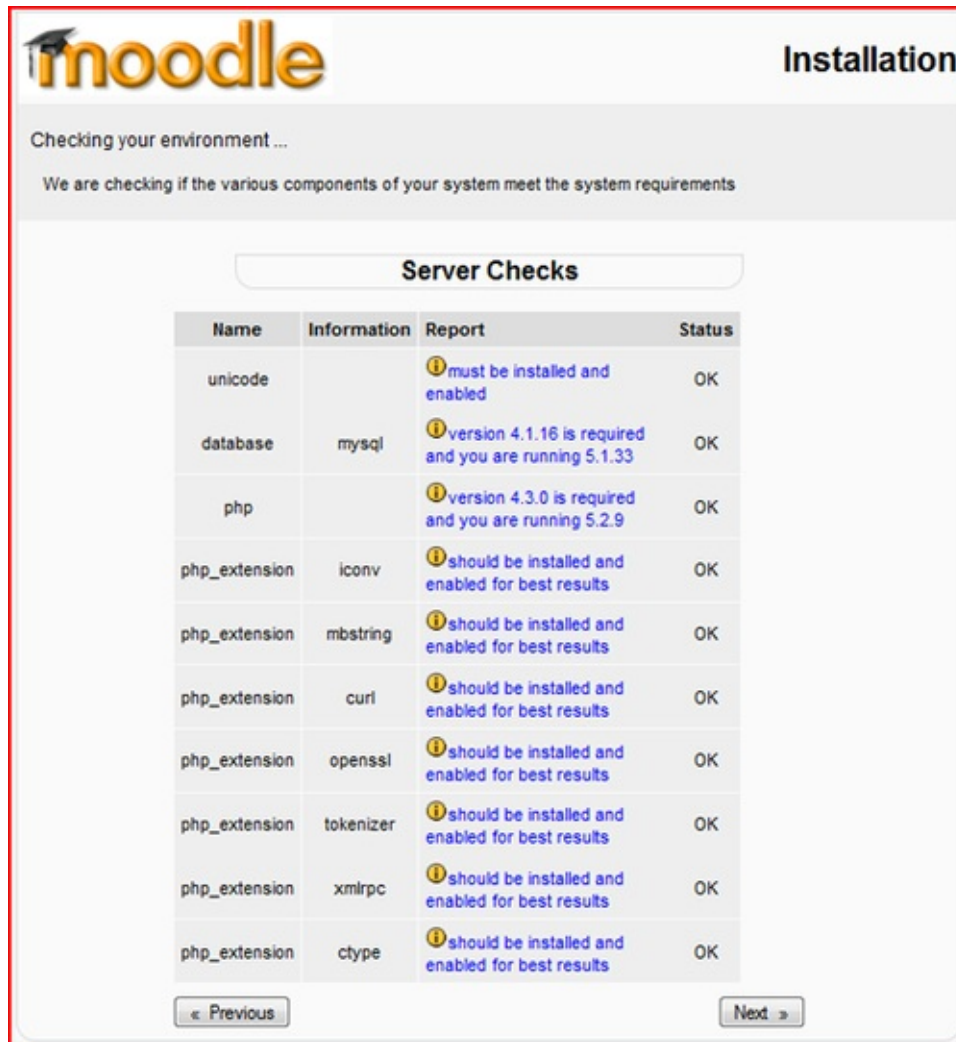 moodle
Installation
Checking your environment ...
We are checking if the various components of your system meet the system requirements
Server Checks
Name Information Report Status
unicode must be installed and enabled OK
database mysql version 4.1.16 is required and you are running 5.1.33 OK
php version 4.3.0 is required and you are running 5.2.9 OK
php_extension iconv should be installed and enabled for best results OK
php_extension mbstring should be installed and enabled for best results OK
php_extension curl should be installed and enabled for best results OK
php_extension openssl should be installed and enabled for best results OK
php_extension tokenizer should be installed and enabled for best results OK
php_extension xmlrpc should be installed and enabled for best results OK
php_extension ctype should be installed and enabled for best results OK
« Previous
Next »